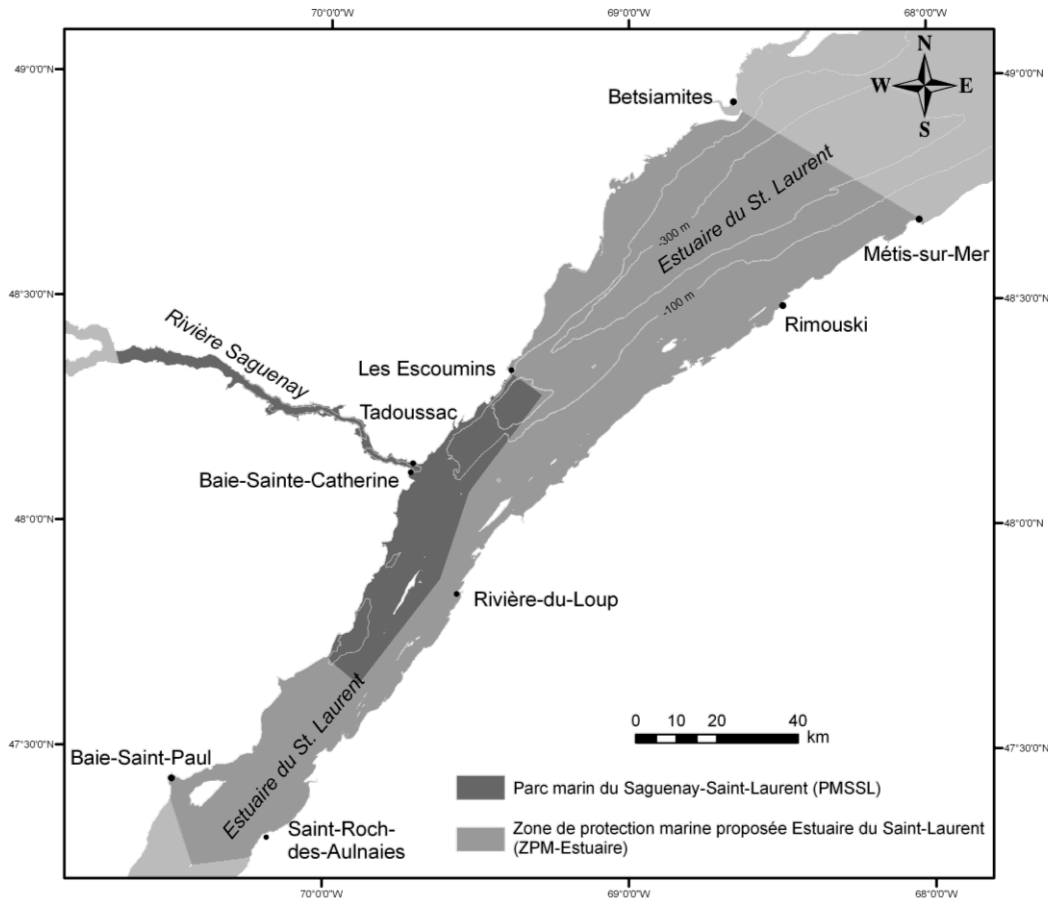 70°0'0"W
69°0'0"W
68°0'0"W
49°0'0"N
49°0'0"N
N
W
E
S
Betsiamites
Estuaire du St. Laurent
-300 m
-100 m
Métis-sur-Mer
48°30'0"N
48°30'0"N
Rimouski
Rivière Saguenay
Les Escoumins
Tadoussac
Baie-Sainte-Catherine
48°0'0"N
48°0'0"N
Rivière-du-Loup
Estuaire du St. Laurent
0 10 20 40
km
47°30'0"N
47°30'0"N
Baie-Saint-Paul
Saint-Roch-
des-Aulnaies
Parc marin du Saguenay-Saint-Laurent (PMSSL)
Zone de protection marine proposée Estuaire du Saint-Laurent
(ZPM-Estuaire)
70°0'0"W
69°0'0"W
68°0'0"W